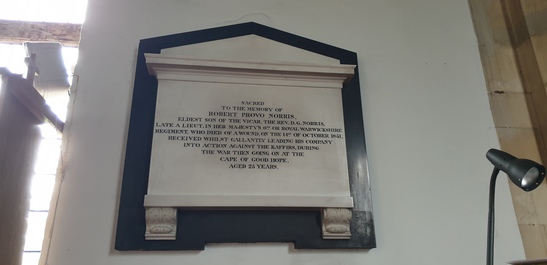 SACRED
TO THE MEMORY OF
ROBERT PROVO NORRIS,
ELDEST SON OF THE VICAR, THE REV. D.G. NORRIS,
LATE A LIEUT. IN HER MAJESTY'S 6TH OR ROYAL WARWICKSHIRE
REGIMENT, WHO DIED OF A WOUND, ON THE 14TH OF OCTOBER 1851,
RECEIVED WHILST GALLANTLY LEADING HIS COMPANY
INTO ACTION AGAINST THE KAFFIRS, DURING
THE WAR THEN GOING ON AT THE
CAPE OF GOOD HOPE.
AGED 25 YEARS.